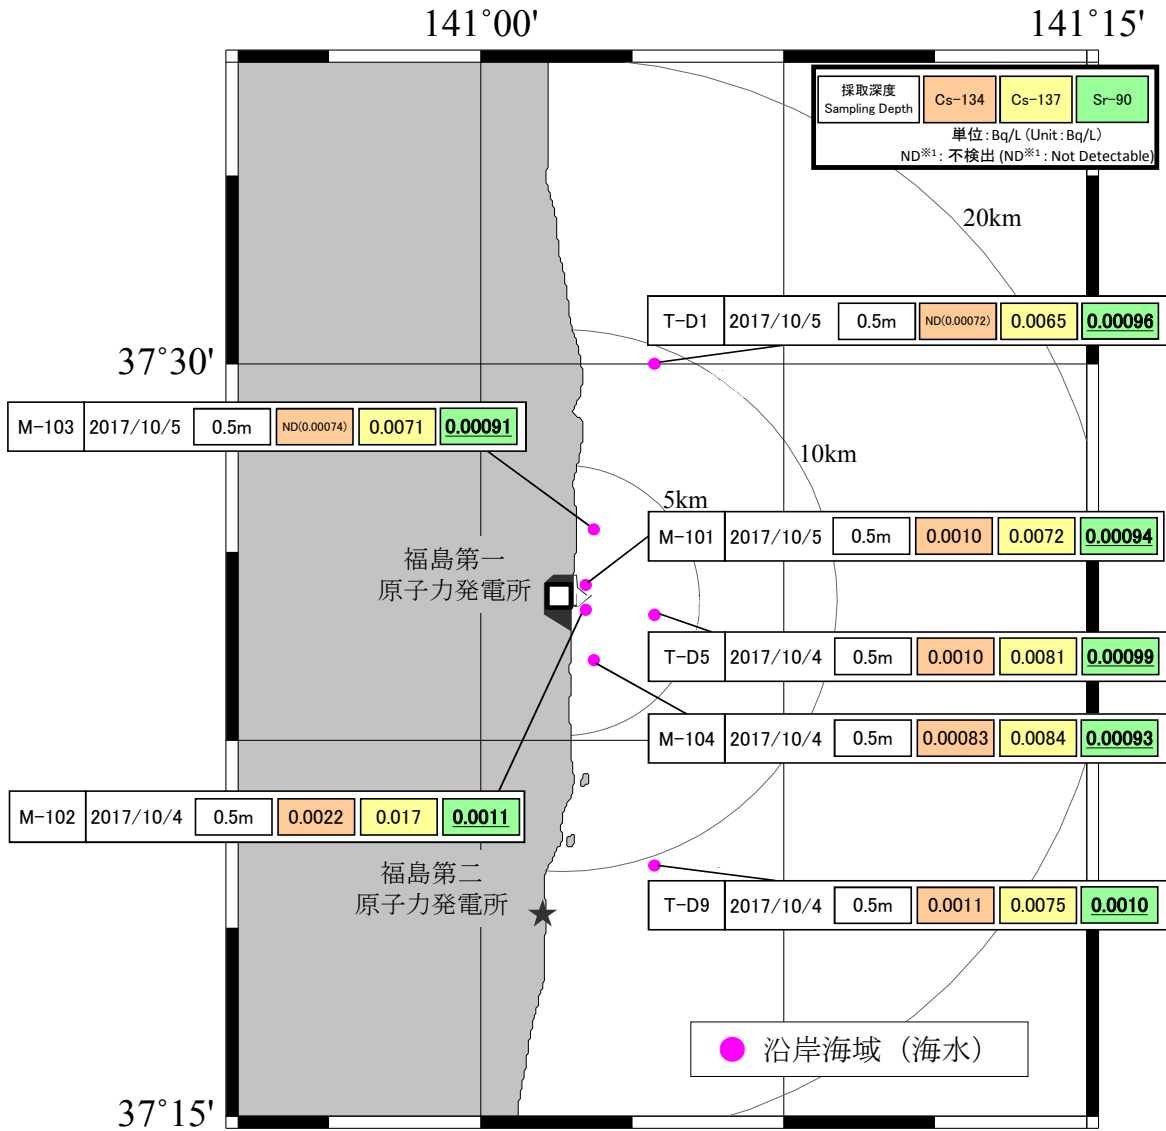 141°00'
141°15'
採取深度
Sampling Depth
Cs-134
Cs-137
Sr-90
単位：Bq/L (Unit：Bq/L)
ND※1：不検出 (ND※1：Not Detectable)
20km
T-D1 2017/10/5 0.5m ND(0.00072) 0.0065 0.00096
37°30'
M-103 2017/10/5 0.5m ND(0.00074) 0.0071 0.00091
10km
5km
M-101 2017/10/5 0.5m 0.0010 0.0072 0.00094
福島第一
原子力発電所
T-D5 2017/10/4 0.5m 0.0010 0.0081 0.00099
M-104 2017/10/4 0.5m 0.00083 0.0084 0.00093
M-102 2017/10/4 0.5m 0.0022 0.017 0.0011
福島第二
原子力発電所
T-D9 2017/10/4 0.5m 0.0011 0.0075 0.0010
沿岸海域（海水）
37°15'